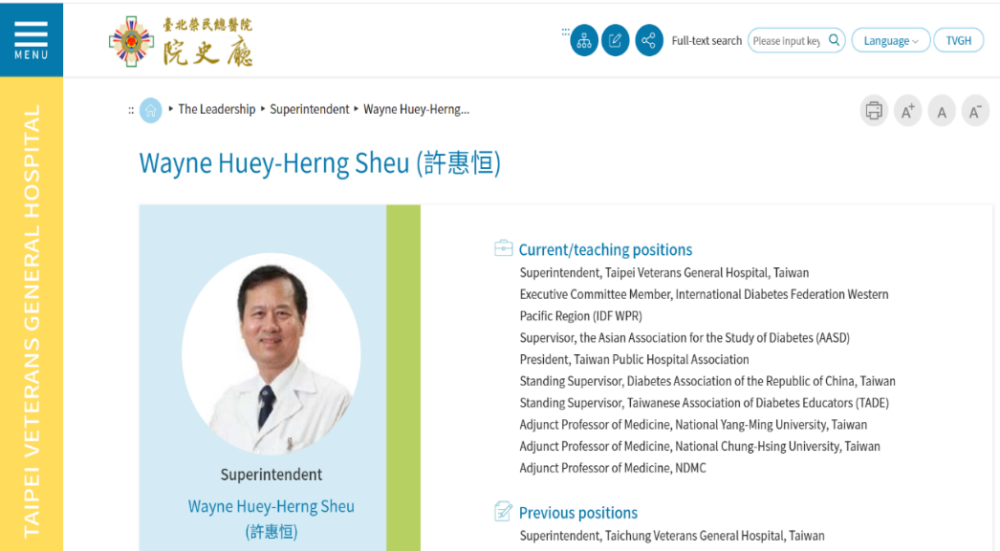 MENU
臺北榮民總醫院
院史廳
:::
Full-text search
Please input key
Language
TVGH
TAIPEI VETERANS GENERAL HOSPITAL
:: ▸ The Leadership ▸ Superintendent ▸ Wayne Huey-Herng...
A+
A
A-
Wayne Huey-Herng Sheu (許惠恒)
Superintendent
Wayne Huey-Herng Sheu
(許惠恒)
Current/teaching positions
Superintendent, Taipei Veterans General Hospital, Taiwan
Executive Committee Member, International Diabetes Federation Western
Pacific Region (IDF WPR)
Supervisor, the Asian Association for the Study of Diabetes (AASD)
President, Taiwan Public Hospital Association
Standing Supervisor, Diabetes Association of the Republic of China, Taiwan
Standing Supervisor, Taiwanese Association of Diabetes Educators (TADE)
Adjunct Professor of Medicine, National Yang-Ming University, Taiwan
Adjunct Professor of Medicine, National Chung-Hsing University, Taiwan
Adjunct Professor of Medicine, NDMC
Previous positions
Superintendent, Taichung Veterans General Hospital, Taiwan